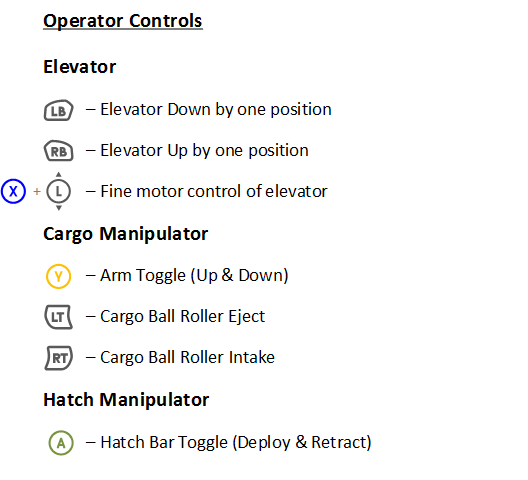 Operator Controls
Elevator
LB – Elevator Down by one position
RB – Elevator Up by one position
X + L – Fine motor control of elevator
Cargo Manipulator
Y – Arm Toggle (Up & Down)
LT – Cargo Ball Roller Eject
RT – Cargo Ball Roller Intake
Hatch Manipulator
A – Hatch Bar Toggle (Deploy & Retract)